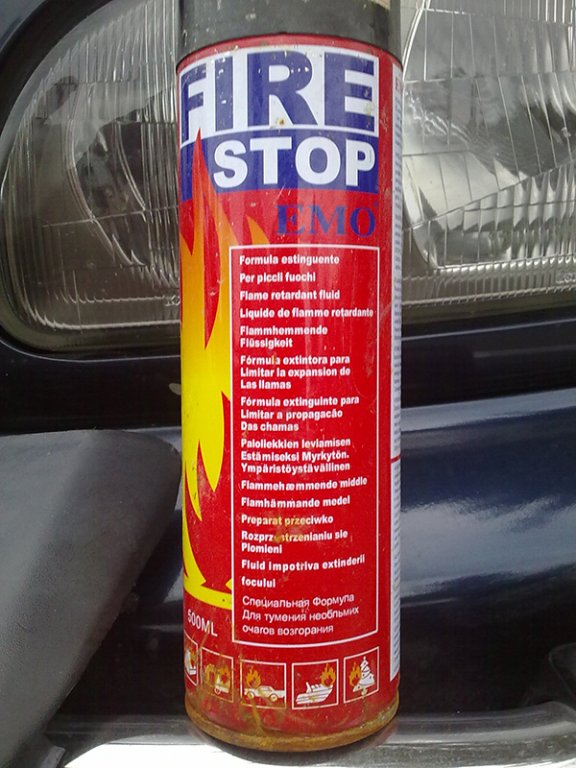 FIRE
STOP
EMO
Formula estinguente
Per piccli fuochi
Flame retardant fluid
Liquide de flamme retardante
Flammhemmende
Flüssigkeit
Fórmula extintora para
Limitar la expansion de
Las llamas
Fórmula extinguinte para
Limitar a propagacão
Das chamas
Paloliekkien leviamisen
Estämiseksi Myrkytön.
Ympäristöystävällinen
Flammehæmmende middle
Flamhämmande model
Preparat przeciwko
Rozprzestrzenianiu sie
Plomieni
Fluid impotriva extinderii
focului
Специальная Формула
Для тумения необьмих
очагов возгорания
500ML